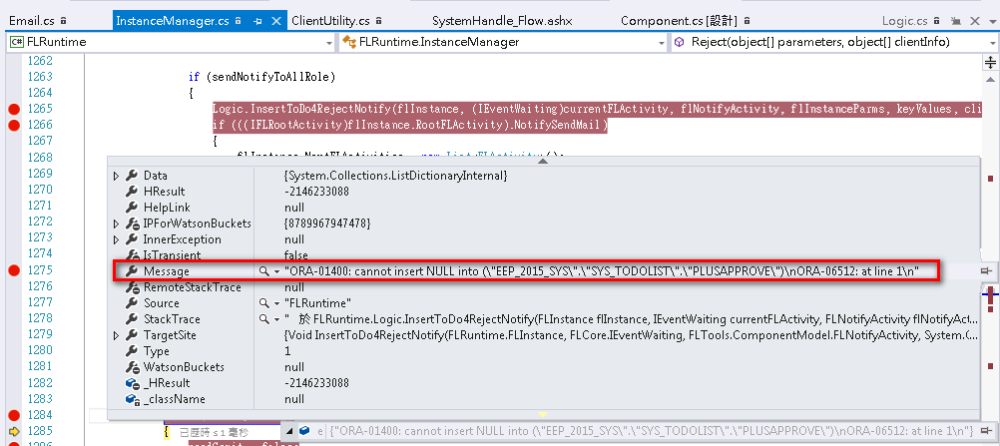 Email.cs
InstanceManager.cs
ClientUtility.cs
SystemHandle_Flow.ashx
Component.cs [設計]
Logic.cs
C# FLRuntime
FLRuntime.InstanceManager
Reject(object[] parameters, object[] clientInfo)
1262
1263 if (sendNotifyToAllRole)
1264 {
1265 Logic.InsertToDo4RejectNotify(flInstance, (IEventWaiting)currentFLActivity, flNotifyActivity, flInstanceParms, keyValues, cli
1266 if (((IFLRootActivity)flInstance.RootFLActivity).NotifySendMail)
1267 {
1268
1269 Data {System.Collections.ListDictionaryInternal}
1270 HResult -2146233088
1271 HelpLink null
1272 IPForWatsonBuckets {8789967947478}
1273 InnerException null
1274 IsTransient false
1275 Message "ORA-01400: cannot insert NULL into (\"EEP_2015_SYS\".\"SYS_TODOLIST\".\"PLUSAPPROVE\")\nORA-06512: at line 1\n"
1276 RemoteStackTrace null
1277 Source "FLRuntime"
1278 StackTrace " 於 FLRuntime.Logic.InsertToDo4RejectNotify(FLInstance flInstance, IEventWaiting currentFLActivity, FLNotifyActivity flNotifyAct...
1279 TargetSite {Void InsertToDo4RejectNotify(FLRuntime.FLInstance, FLCore.IEventWaiting, FLTools.ComponentModel.FLNotifyActivity, System.C...
1280 Type 1
1281 WatsonBuckets null
1282 _HResult -2146233088
1283 _className null
1284
1285 { 已歷時 ≤ 1 毫秒 e {"ORA-01400: cannot insert NULL into (\"EEP_2015_SYS\".\"SYS_TODOLIST\".\"PLUSAPPROVE\")\nORA-06512: at line 1\n"}
1286